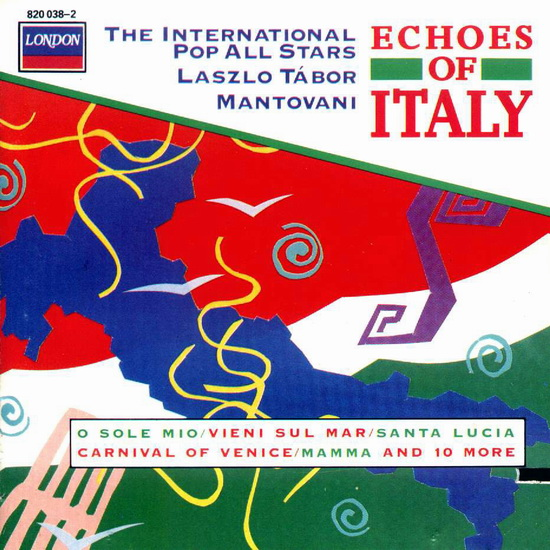 820 038-2
LONDON
THE INTERNATIONAL
POP ALL STARS
LASZLO TÁBOR
MANTOVANI
ECHOES
OF
ITALY
O SOLE MIO/VIENI SUL MAR/SANTA LUCIA
CARNIVAL OF VENICE/MAMMA AND 10 MORE